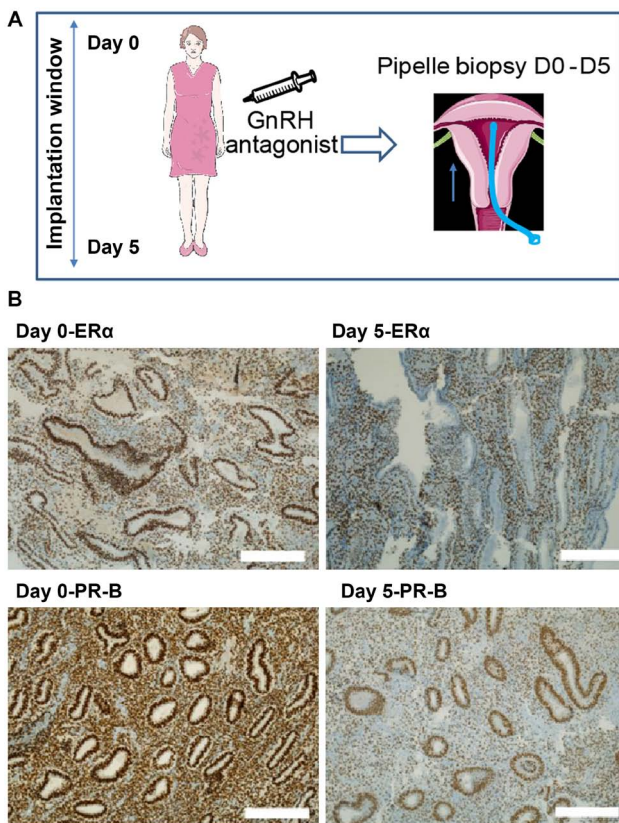 A
Implantation window
Day 0
Day 5
GnRH
antagonist
Pipelle biopsy D0 -D5
B
Day 0-ERα
Day 5-ERα
Day 0-PR-B
Day 5-PR-B